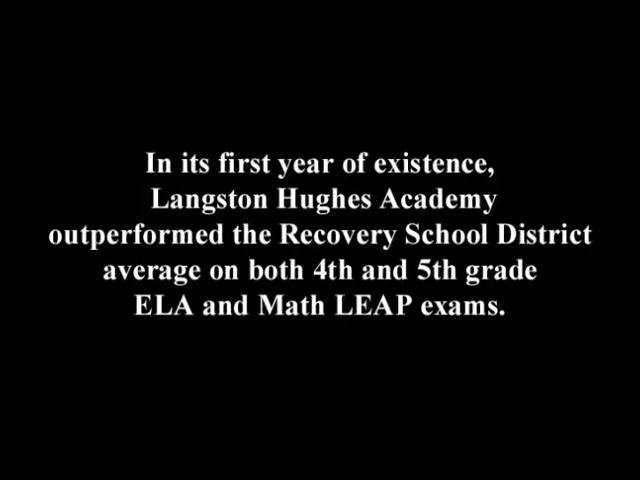 In its first year of existence,
Langston Hughes Academy
outperformed the Recovery School District
average on both 4th and 5th grade
ELA and Math LEAP exams.